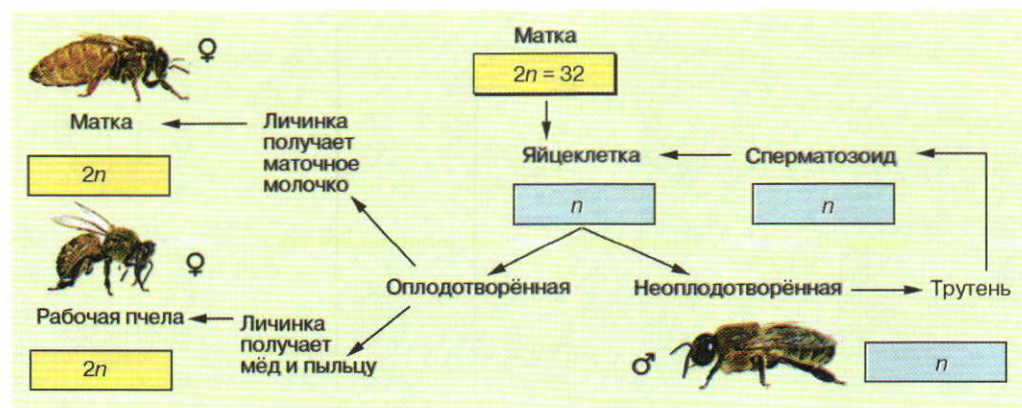 ♀
Матка
2n = 32
Матка
Личинка
получает
маточное
молочко
Яйцеклетка
Сперматозоид
2n
n
n
♀
Оплодотворённая
Неоплодотворённая
Трутень
Рабочая пчела
Личинка
получает
мёд и пыльцу
2n
♂
n